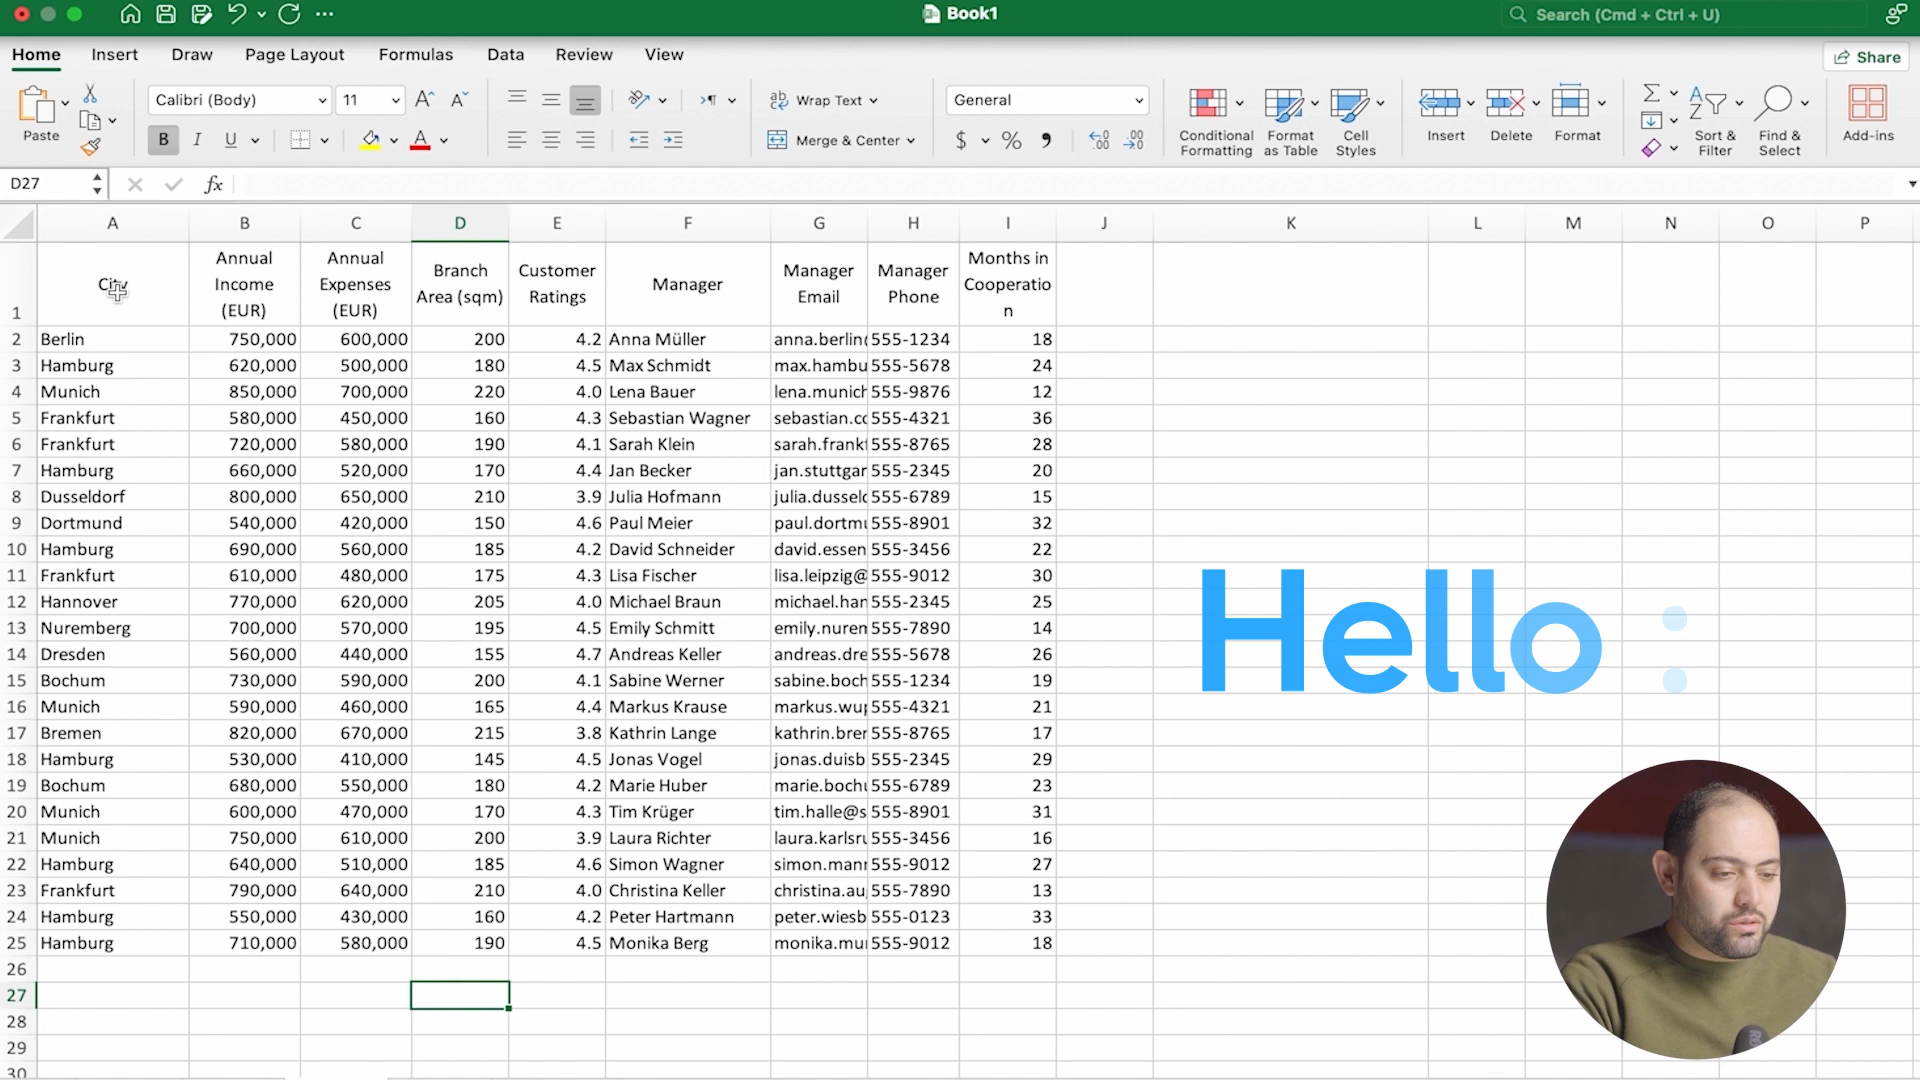 Book1
Search (Cmd + Ctrl + U)
Home Insert Draw Page Layout Formulas Data Review View
Share
Paste
Calibri (Body) 11
B I U
Wrap Text
Merge & Center
General
$ %
Conditional Formatting
Format as Table
Cell Styles
Insert
Delete
Format
Sort & Filter
Find & Select
Add-ins
D27 fx
A B C D E F G H I J K L M N O P
1 City Annual Income (EUR) Annual Expenses (EUR) Branch Area (sqm) Customer Ratings Manager Manager Email Manager Phone Months in Cooperation
2 Berlin 750,000 600,000 200 4.2 Anna Müller anna.berlin( 555-1234 18
3 Hamburg 620,000 500,000 180 4.5 Max Schmidt max.hambu 555-5678 24
4 Munich 850,000 700,000 220 4.0 Lena Bauer lena.munich 555-9876 12
5 Frankfurt 580,000 450,000 160 4.3 Sebastian Wagner sebastian.co 555-4321 36
6 Frankfurt 720,000 580,000 190 4.1 Sarah Klein sarah.frankf 555-8765 28
7 Hamburg 660,000 520,000 170 4.4 Jan Becker jan.stuttgar 555-2345 20
8 Dusseldorf 800,000 650,000 210 3.9 Julia Hofmann julia.dusseld 555-6789 15
9 Dortmund 540,000 420,000 150 4.6 Paul Meier paul.dortmu 555-8901 32
10 Hamburg 690,000 560,000 185 4.2 David Schneider david.essen 555-3456 22
11 Frankfurt 610,000 480,000 175 4.3 Lisa Fischer lisa.leipzig@ 555-9012 30
12 Hannover 770,000 620,000 205 4.0 Michael Braun michael.han 555-2345 25
13 Nuremberg 700,000 570,000 195 4.5 Emily Schmitt emily.nurem 555-7890 14
14 Dresden 560,000 440,000 155 4.7 Andreas Keller andreas.dre 555-5678 26
15 Bochum 730,000 590,000 200 4.1 Sabine Werner sabine.boch 555-1234 19
16 Munich 590,000 460,000 165 4.4 Markus Krause markus.wup 555-4321 21
17 Bremen 820,000 670,000 215 3.8 Kathrin Lange kathrin.brer 555-8765 17
18 Hamburg 530,000 410,000 145 4.5 Jonas Vogel jonas.duisb 555-2345 29
19 Bochum 680,000 550,000 180 4.2 Marie Huber marie.bochu 555-6789 23
20 Munich 600,000 470,000 170 4.3 Tim Krüger tim.halle@s 555-8901 31
21 Munich 750,000 610,000 200 3.9 Laura Richter laura.karlsru 555-3456 16
22 Hamburg 640,000 510,000 185 4.6 Simon Wagner simon.mann 555-9012 27
23 Frankfurt 790,000 640,000 210 4.0 Christina Keller christina.au 555-7890 13
24 Hamburg 550,000 430,000 160 4.2 Peter Hartmann peter.wiesb 555-0123 33
25 Hamburg 710,000 580,000 190 4.5 Monika Berg monika.mui 555-9012 18
26
27
28
29
30
Hello :